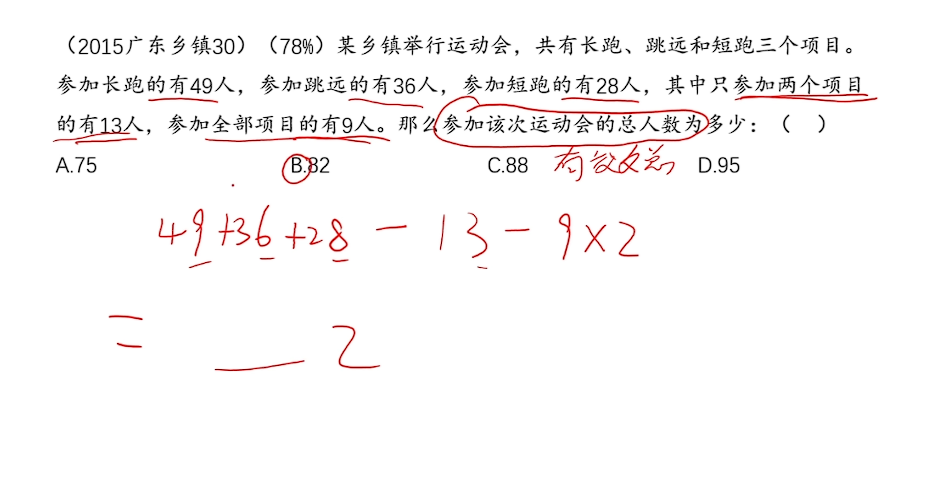 （2015广东乡镇30）（78%）某乡镇举行运动会，共有长跑、跳远和短跑三个项目。
参加长跑的有49人，参加跳远的有36人，参加短跑的有28人，其中只参加两个项目
的有13人，参加全部项目的有9人。那么参加该次运动会的总人数为多少：（ ）
A.75 B.82 C.88 D.95
49+36+28-13-9×2
= 2